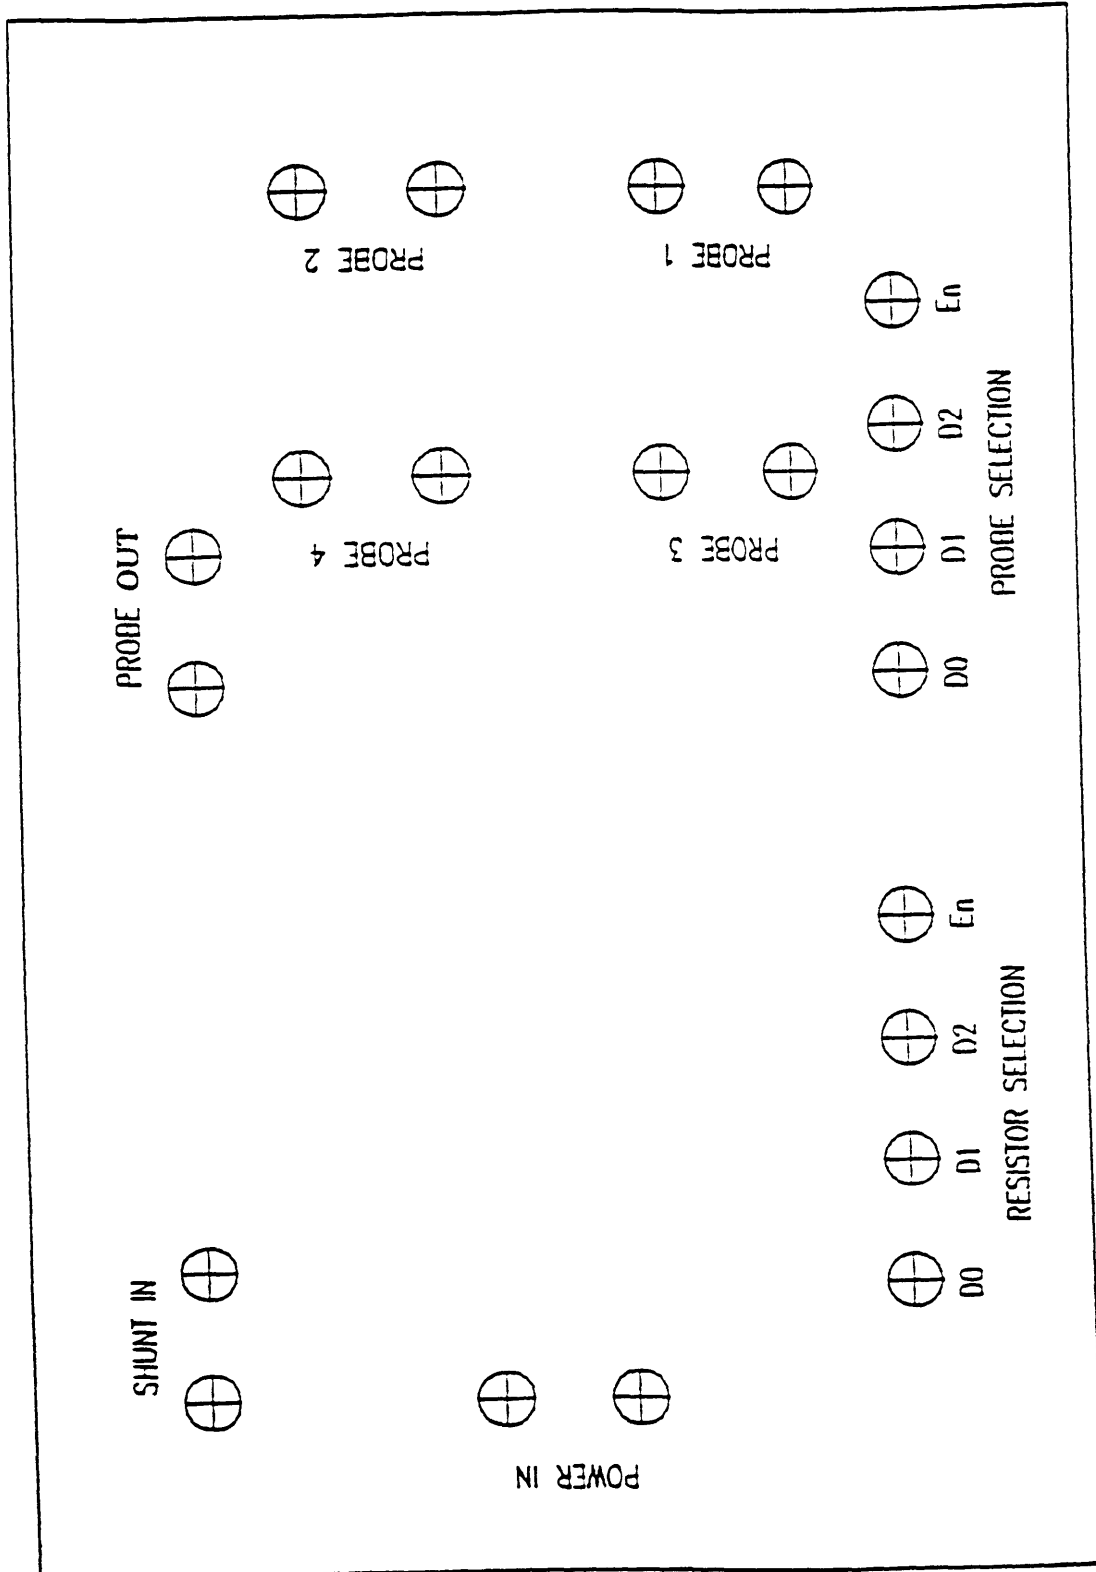 PROBE 2
PROBE 1
En
D2
D1
D0
PROBE SELECTION
PROBE 4
PROBE 3
PROBE OUT
En
D2
D1
D0
RESISTOR SELECTION
SHUNT IN
POWER IN